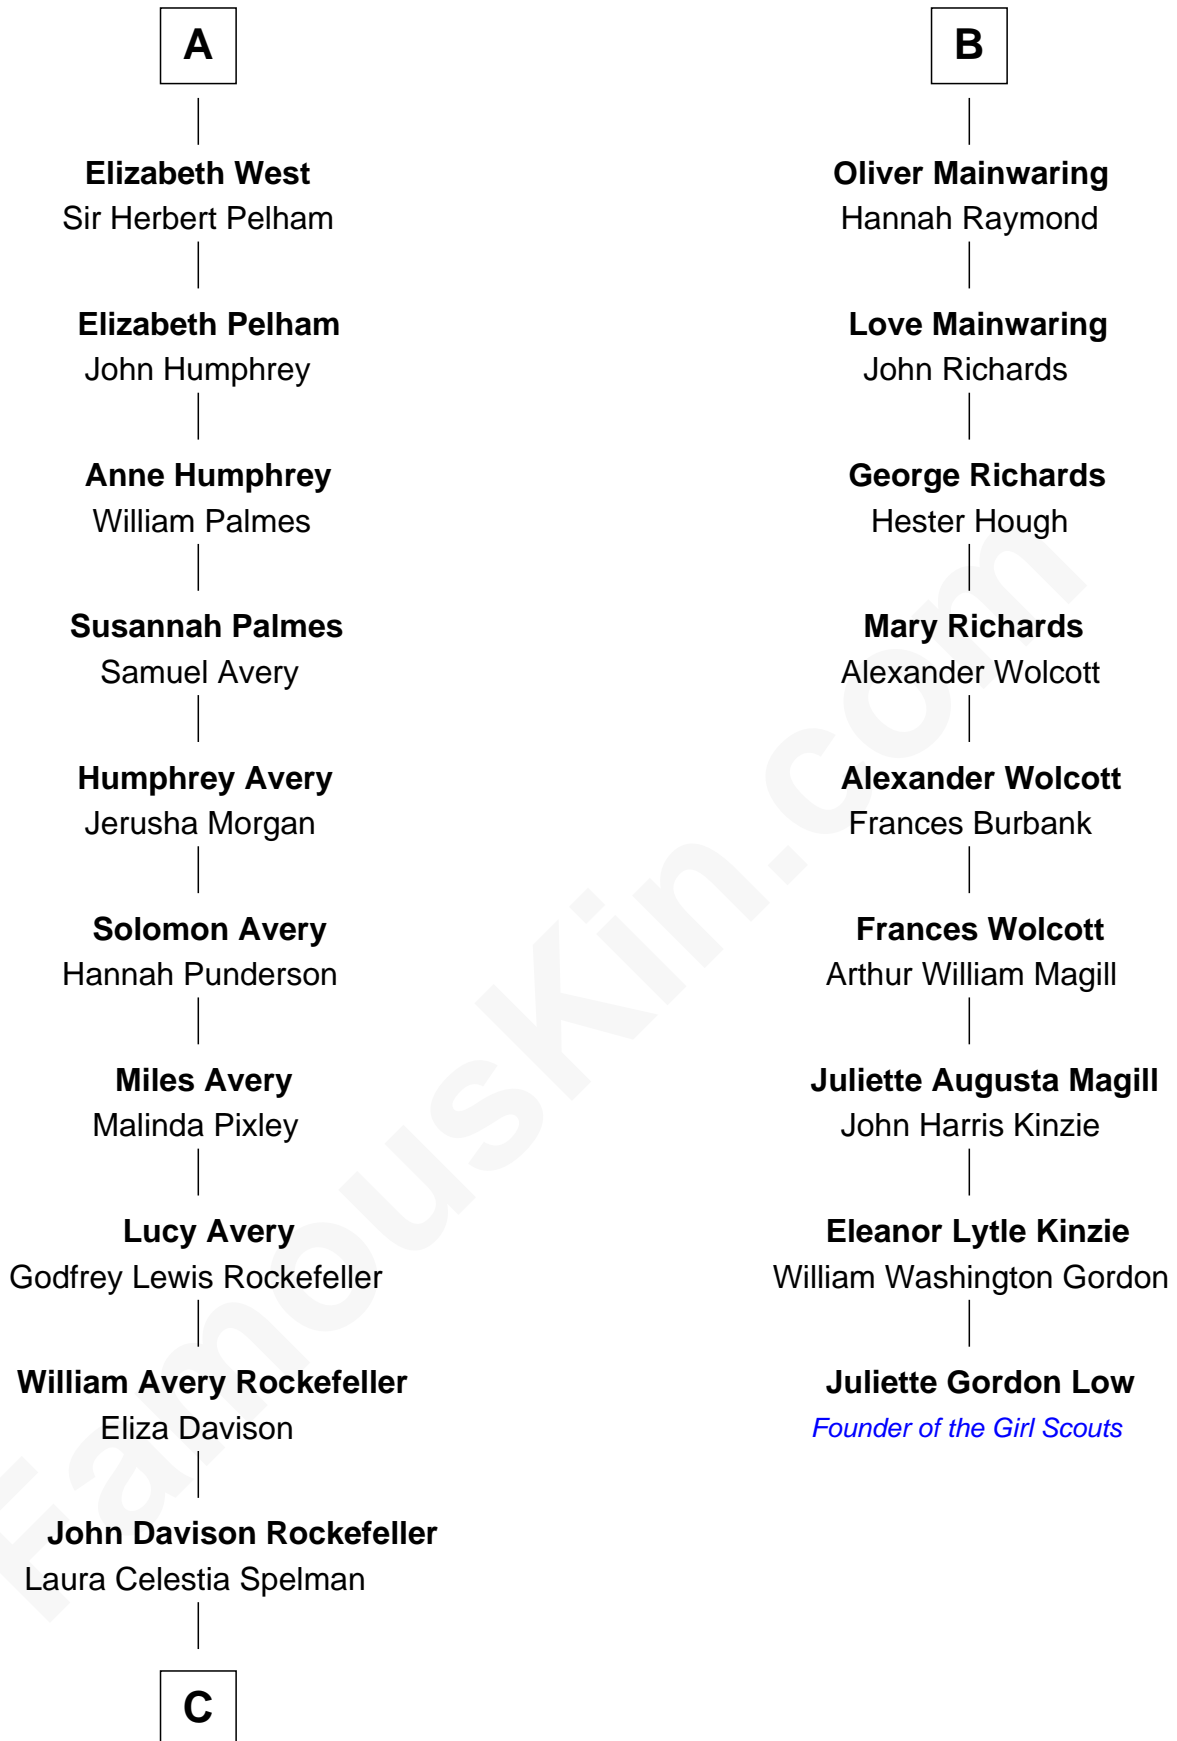 A
Elizabeth West
Sir Herbert Pelham
Elizabeth Pelham
John Humphrey
Anne Humphrey
William Palmes
Susannah Palmes
Samuel Avery
Humphrey Avery
Jerusha Morgan
Solomon Avery
Hannah Punderson
Miles Avery
Malinda Pixley
Lucy Avery
Godfrey Lewis Rockefeller
William Avery Rockefeller
Eliza Davison
John Davison Rockefeller
Laura Celestia Spelman
C
B
Oliver Mainwaring
Hannah Raymond
Love Mainwaring
John Richards
George Richards
Hester Hough
Mary Richards
Alexander Wolcott
Alexander Wolcott
Frances Burbank
Frances Wolcott
Arthur William Magill
Juliette Augusta Magill
John Harris Kinzie
Eleanor Lytle Kinzie
William Washington Gordon
Juliette Gordon Low
Founder of the Girl Scouts
FamousKin.com